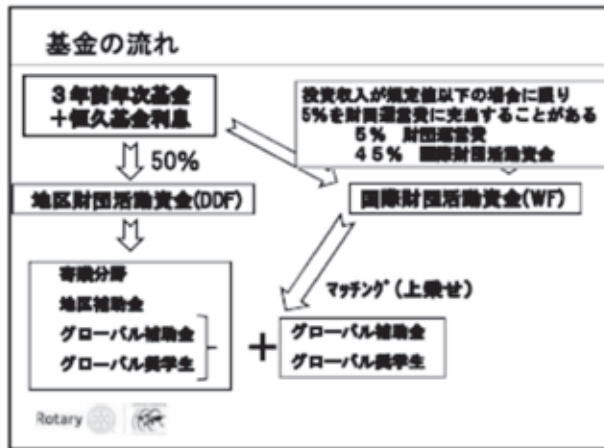 基金の流れ
３年前年次基金
＋恒久基金利息
投資収入が規定値以下の場合に限り
5%を財団運営費に充当することがある
５％　財団運営費
４５％　国際財団活動資金
50%
地区財団活動資金(DDF)
国際財団活動資金(WF)
寄贈分野
地区補助金
グローバル補助金
グローバル奨学生
マッチング(上乗せ)
＋
グローバル補助金
グローバル奨学生
Rotary